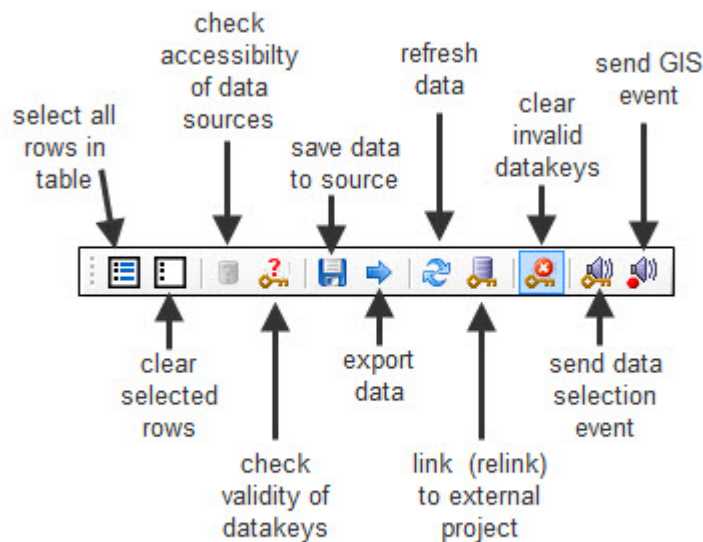 select all
rows in
table
check
accessibilty
of data
sources
save data
to source
refresh
data
clear
invalid
datakeys
send GIS
event
clear
selected
rows
check
validity of
datakeys
export
data
link (relink)
to external
project
send data
selection
event